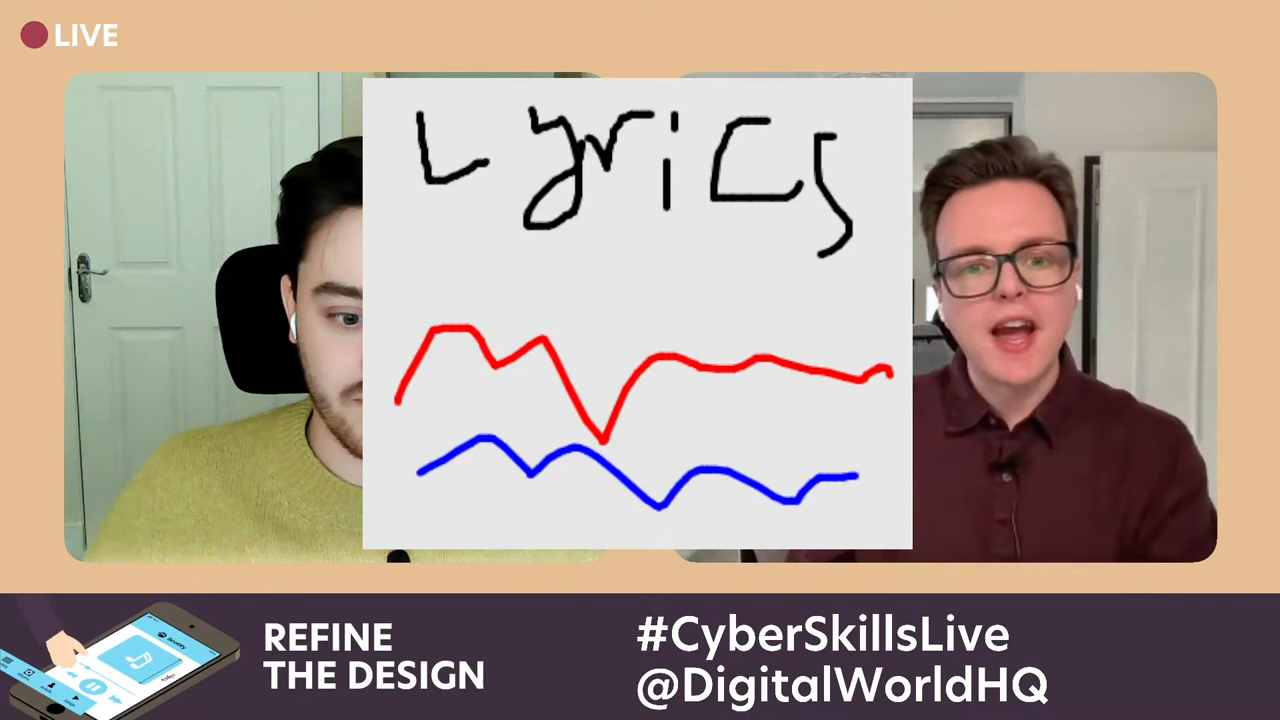 LIVE
Lyrics
REFINE
THE DESIGN
#CyberSkillsLive
@DigitalWorldHQ